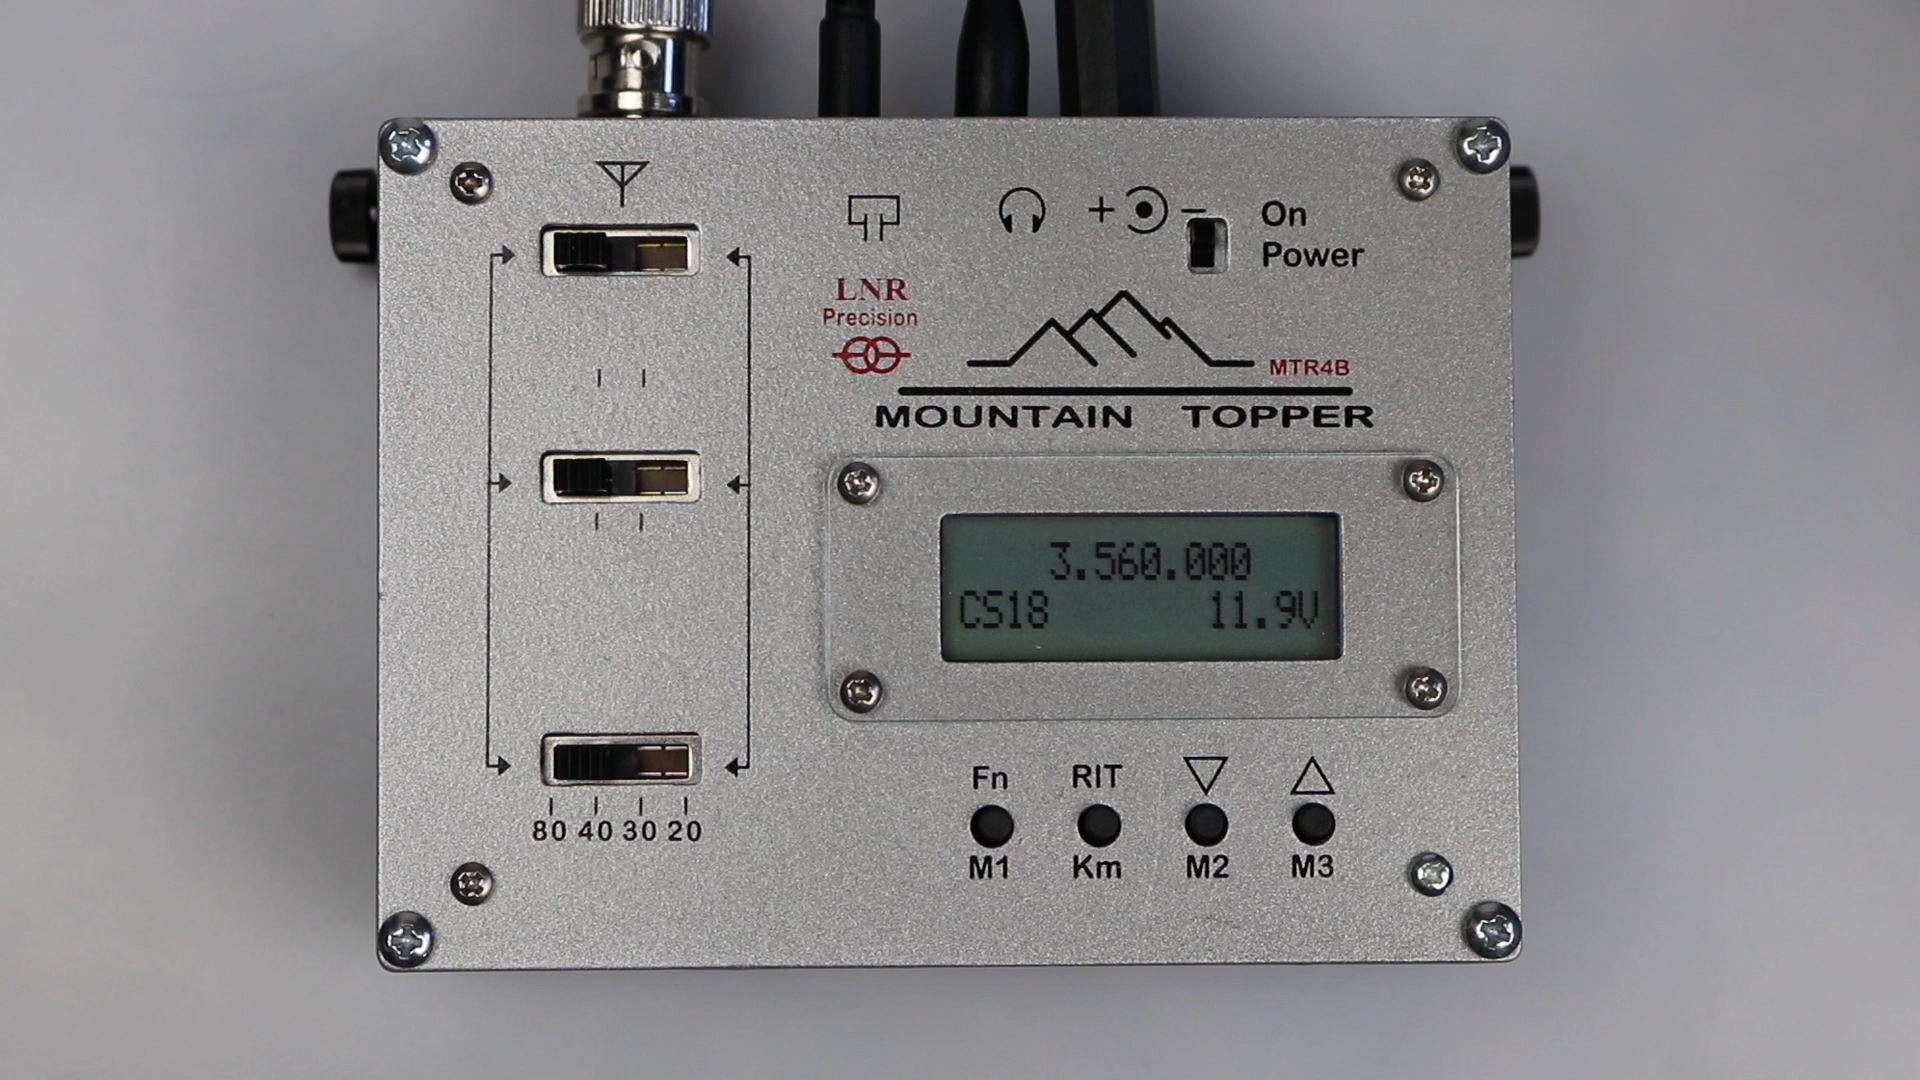 On
Power
LNR
Precision
MTR4B
MOUNTAIN TOPPER
3.560.000
CS18 11.9V
Fn RIT
80 40 30 20
M1 Km M2 M3